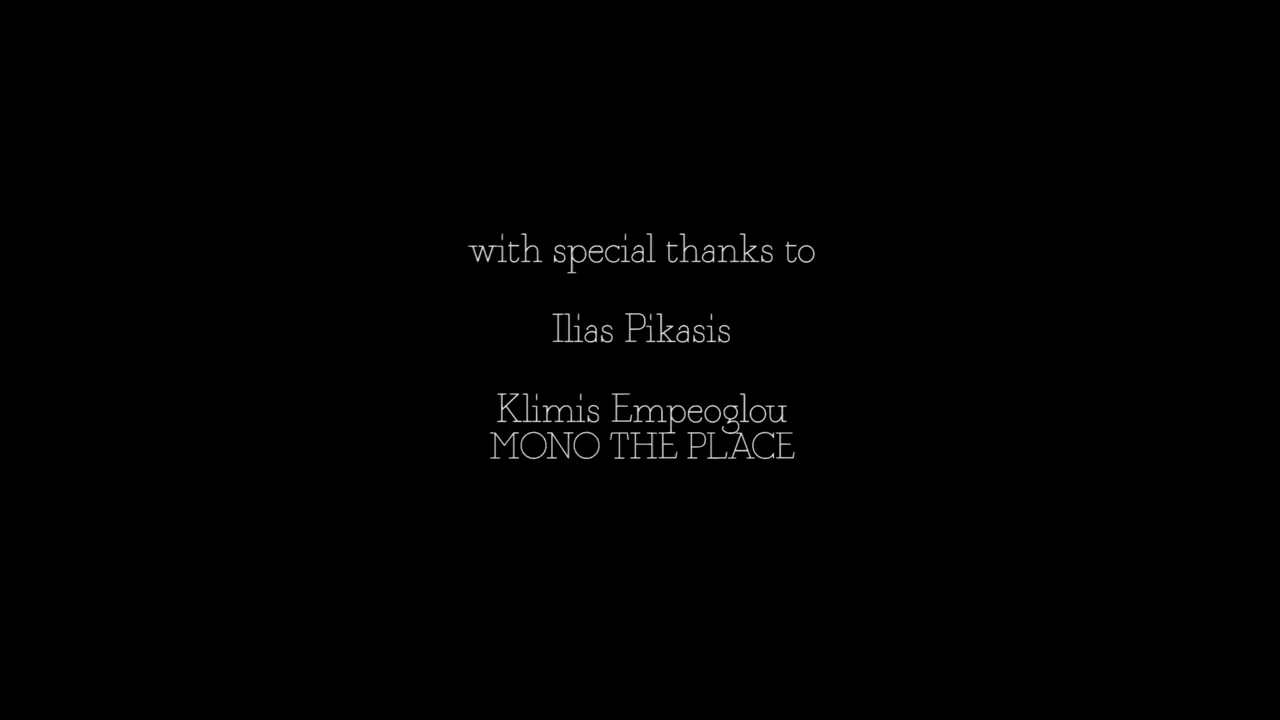 with special thanks to
Ilias Pikasis
Klimis Empeoglou
MONO THE PLACE